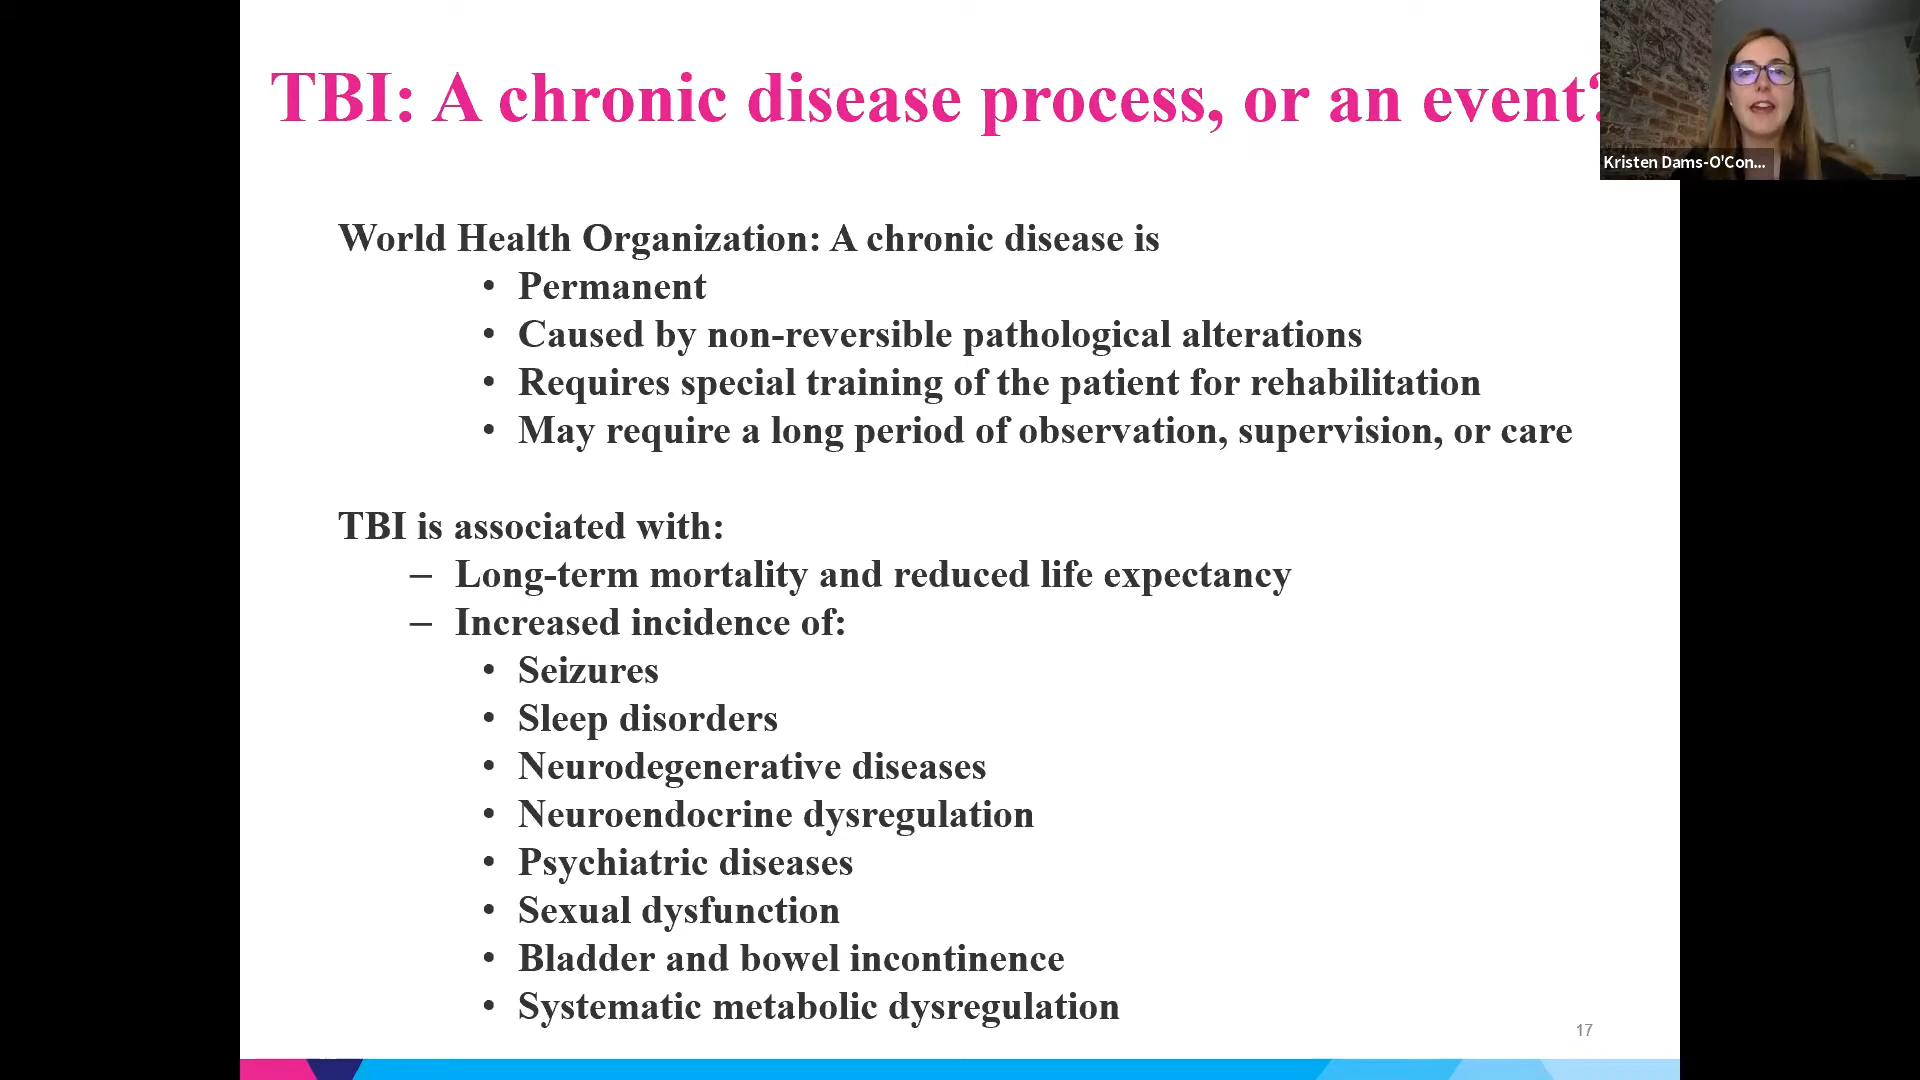 TBI: A chronic disease process, or an event?
Kristen Dams-O'Con...
World Health Organization: A chronic disease is
• Permanent
• Caused by non-reversible pathological alterations
• Requires special training of the patient for rehabilitation
• May require a long period of observation, supervision, or care
TBI is associated with:
– Long-term mortality and reduced life expectancy
– Increased incidence of:
• Seizures
• Sleep disorders
• Neurodegenerative diseases
• Neuroendocrine dysregulation
• Psychiatric diseases
• Sexual dysfunction
• Bladder and bowel incontinence
• Systematic metabolic dysregulation
17